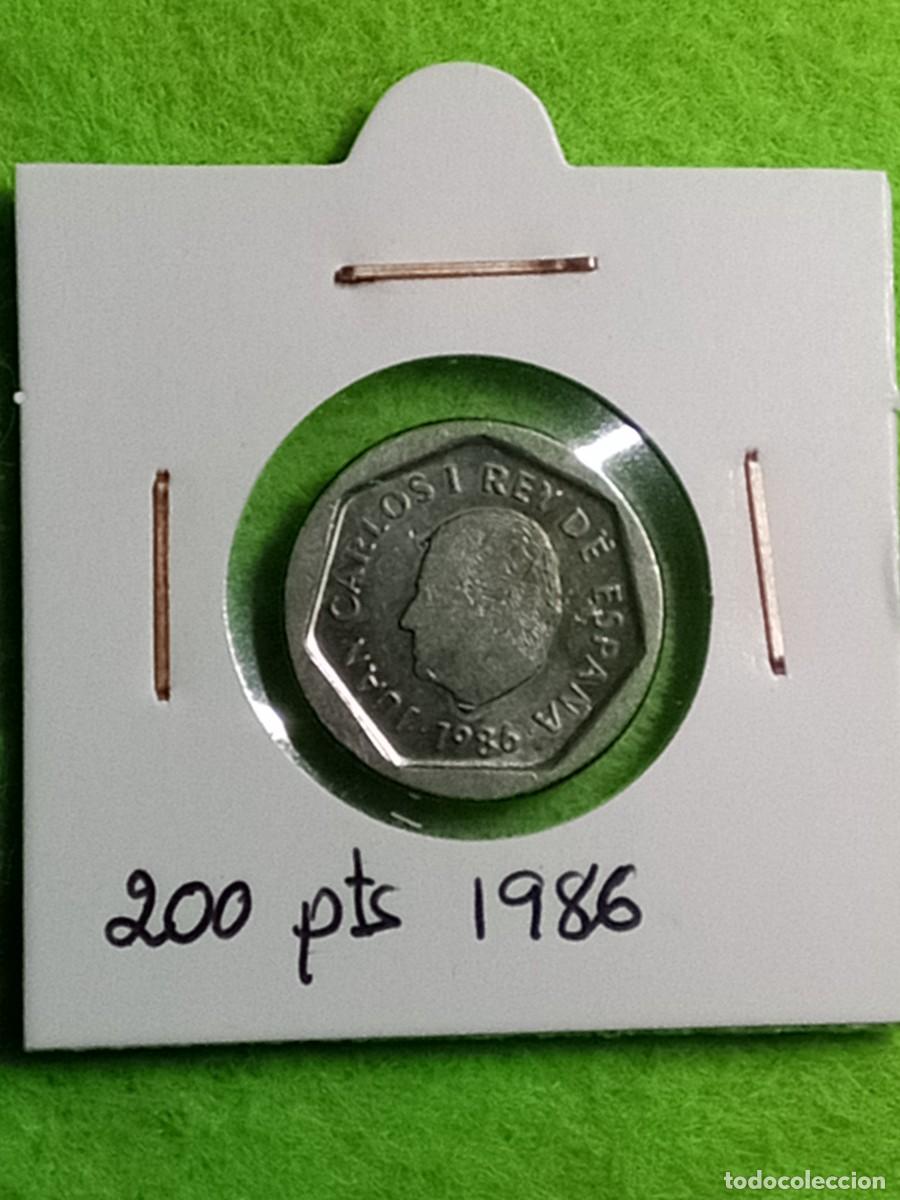 JUAN CARLOS I REY DE ESPAÑA
· 1986 ·
200 pts 1986
todocoleccion